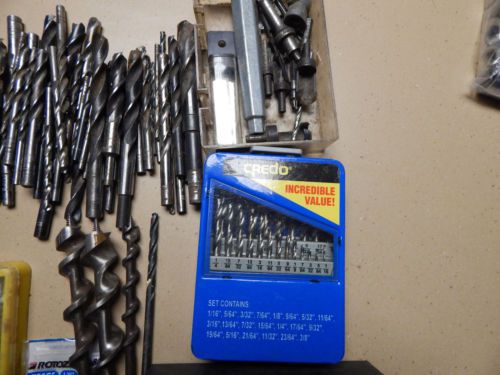 CREDO
INCREDIBLE
VALUE!
SET CONTAINS
1/16", 5/64", 3/32", 7/64", 1/8", 9/64", 5/32", 11/64",
3/16", 13/64", 7/32", 15/64", 1/4", 17/64", 9/32",
19/64", 5/16", 21/64", 11/32", 23/64", 3/8"
ROTOZ